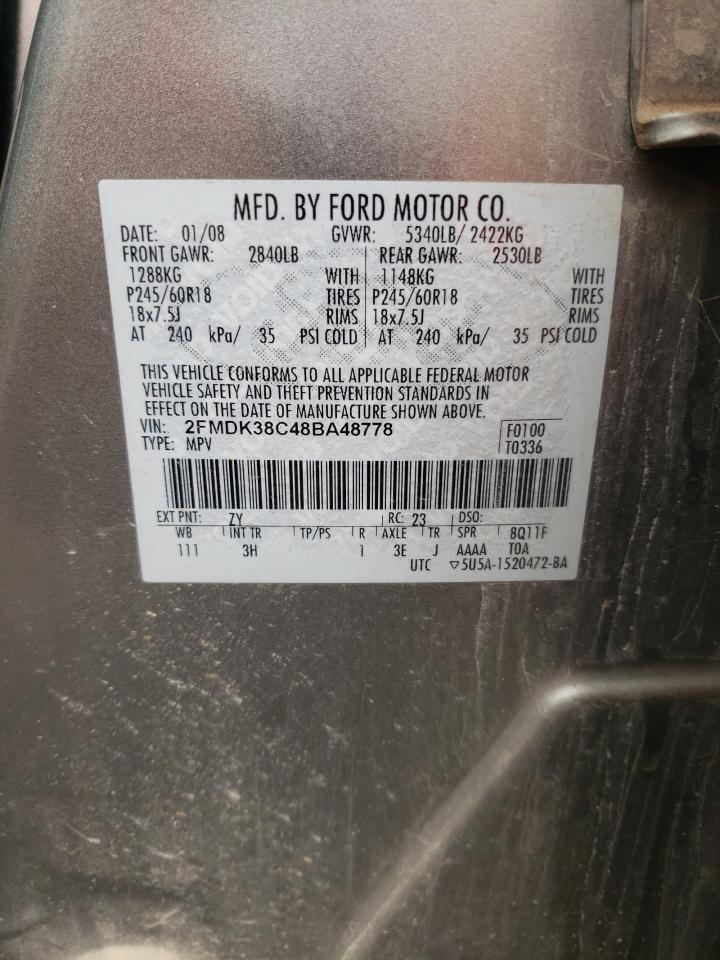 MFD. BY FORD MOTOR CO.
DATE: 01/08 GVWR: 5340LB/ 2422KG
FRONT GAWR: 2840LB REAR GAWR: 2530LB
1288KG WITH 1148KG WITH
P245/60R18 TIRES P245/60R18 TIRES
18x7.5J RIMS 18x7.5J RIMS
AT 240 kPa/ 35 PSI COLD AT 240 kPa/ 35 PSI COLD
THIS VEHICLE CONFORMS TO ALL APPLICABLE FEDERAL MOTOR
VEHICLE SAFETY AND THEFT PREVENTION STANDARDS IN
EFFECT ON THE DATE OF MANUFACTURE SHOWN ABOVE.
VIN: 2FMDK38C48BA48778 F0100
TYPE: MPV T0336
EXT PNT: ZY RC: 23 DSO:
WB INT TR TP/PS R AXLE TR SPR 8Q11F
111 3H 1 3E J AAAA TOA
UTC ▽5U5A-1520472-BA